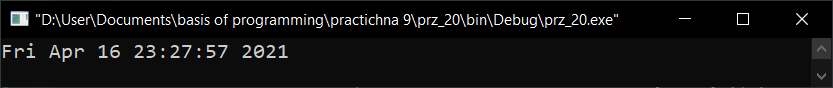 "D:\User\Documents\basis of programming\practichna 9\prz_20\bin\Debug\prz_20.exe"
Fri Apr 16 23:27:57 2021